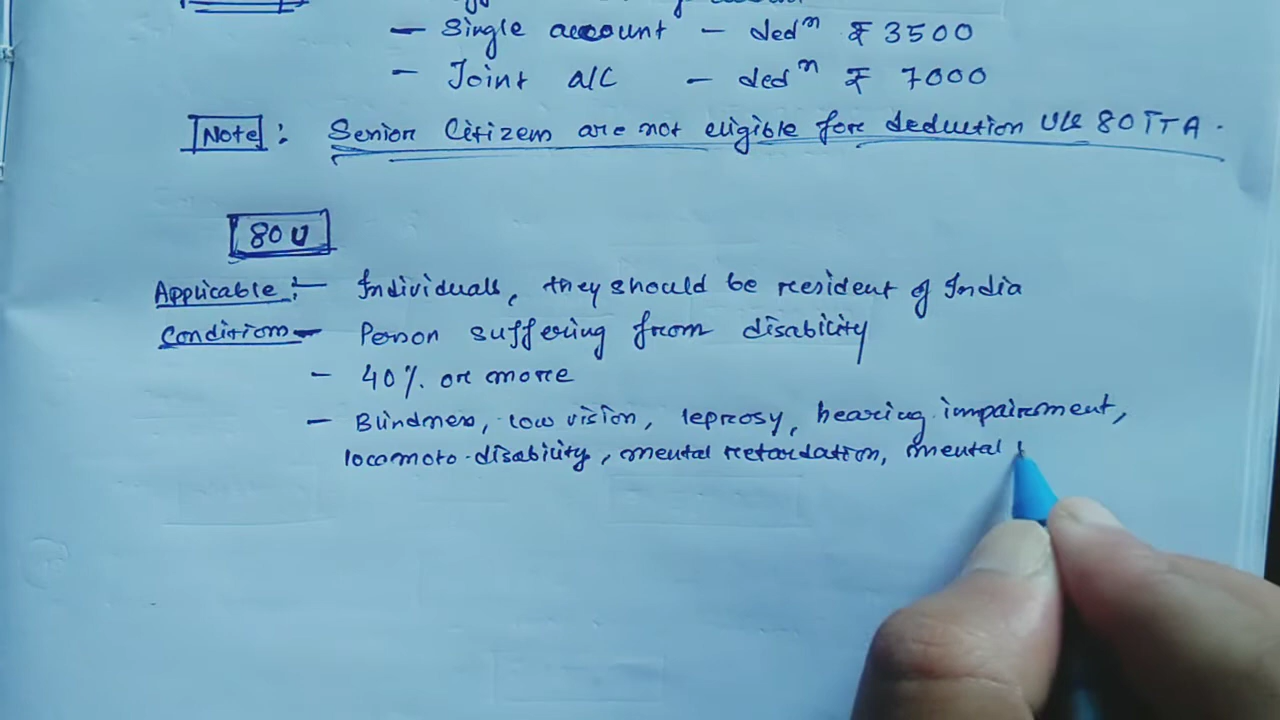 - Single account - dedn ₹ 3500
- Joint a/c - dedn ₹ 7000
Note : Senior Citizen are not eligible for deduction U/s 80TTA.
80U
Applicable :- Individuals, they should be resident of India
Condition - Person suffering from disability
- 40% or more
- Blindness, low vision, leprosy, hearing impairment,
locomoto-disability, mental retardation, mental